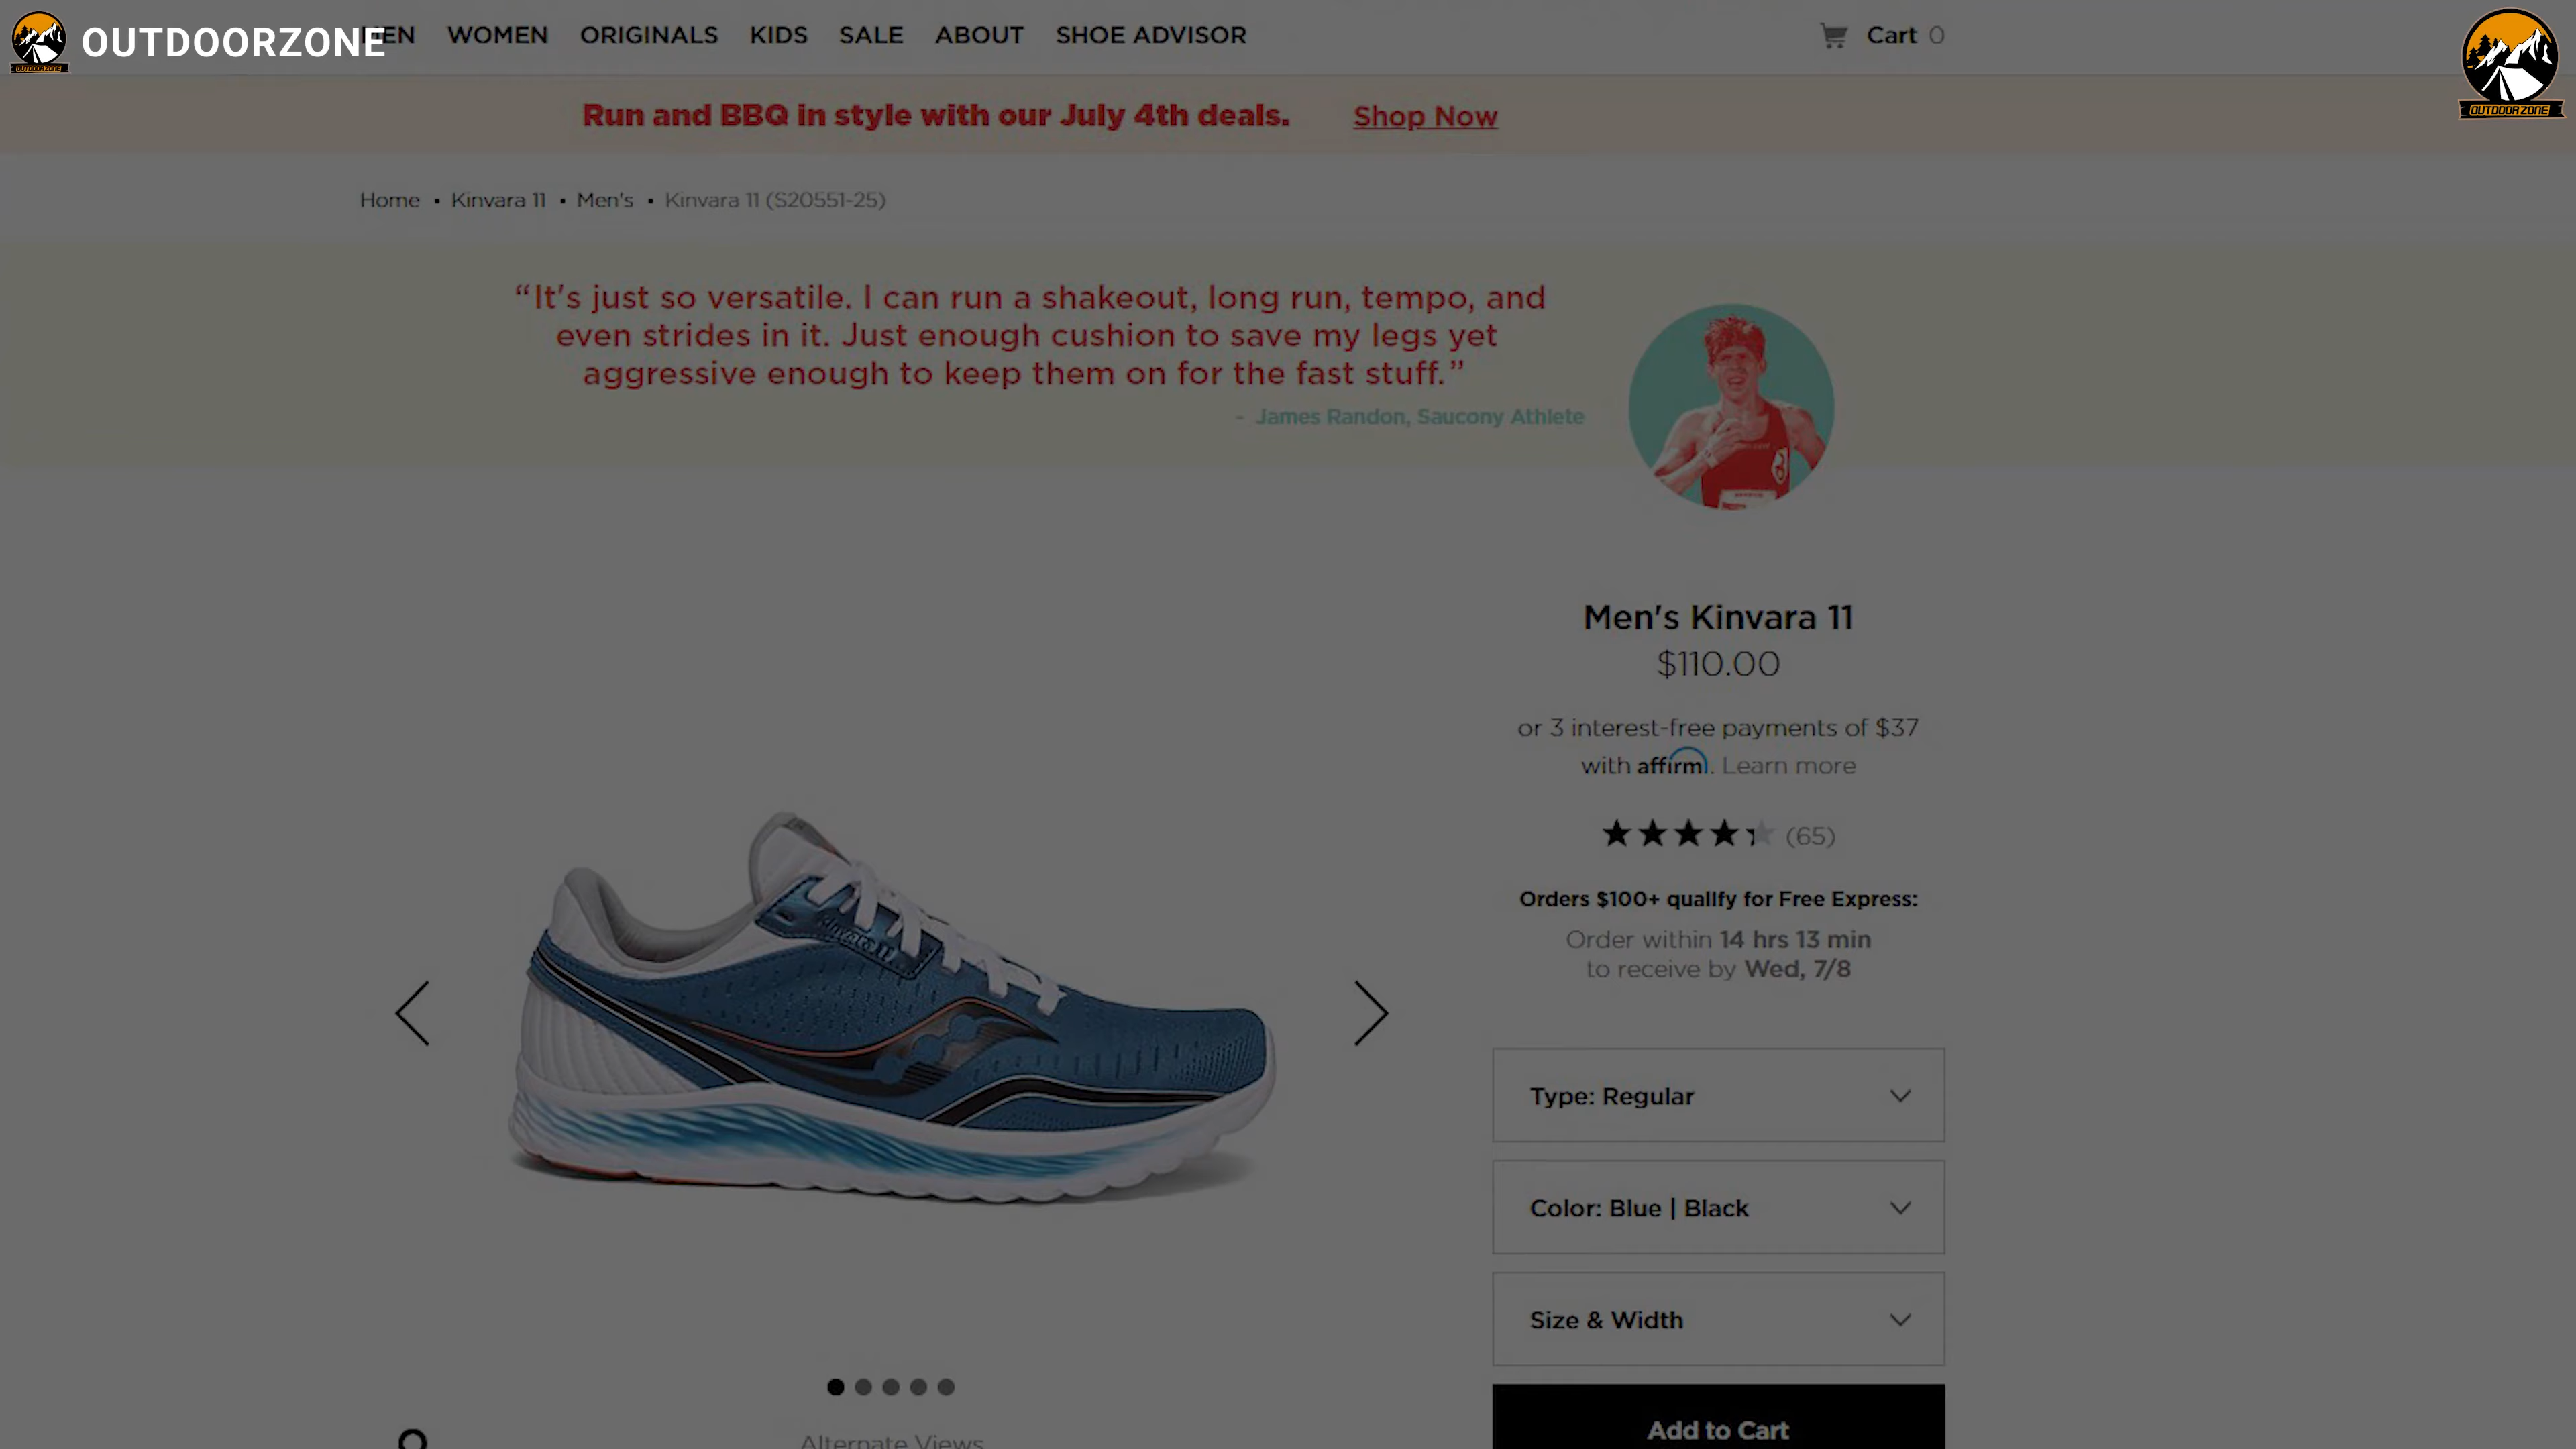 OUTDOORZONE
MEN WOMEN ORIGINALS KIDS SALE ABOUT SHOE ADVISOR
Cart 0
OUTDOORZONE
OUTDOORZONE
Run and BBQ in style with our July 4th deals. Shop Now
Home • Kinvara 11 • Men's • Kinvara 11 (S20551-25)
“It's just so versatile. I can run a shakeout, long run, tempo, and
even strides in it. Just enough cushion to save my legs yet
aggressive enough to keep them on for the fast stuff.”
- James Randon, Saucony Athlete
Men's Kinvara 11
$110.00
or 3 interest-free payments of $37
with affirm. Learn more
(65)
Orders $100+ qualify for Free Express:
Order within 14 hrs 13 min
to receive by Wed, 7/8
Kinvara 11
Type: Regular
Color: Blue | Black
Size & Width
Add to Cart
Alternate Views